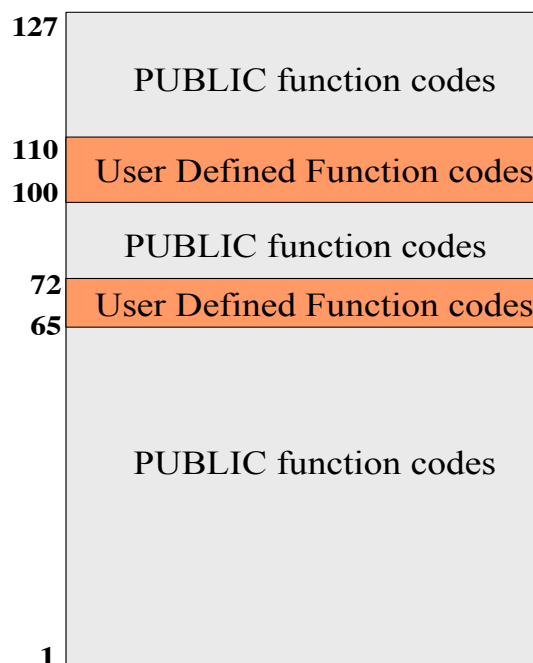 127
PUBLIC function codes
110
User Defined Function codes
100
PUBLIC function codes
72
User Defined Function codes
65
PUBLIC function codes
1